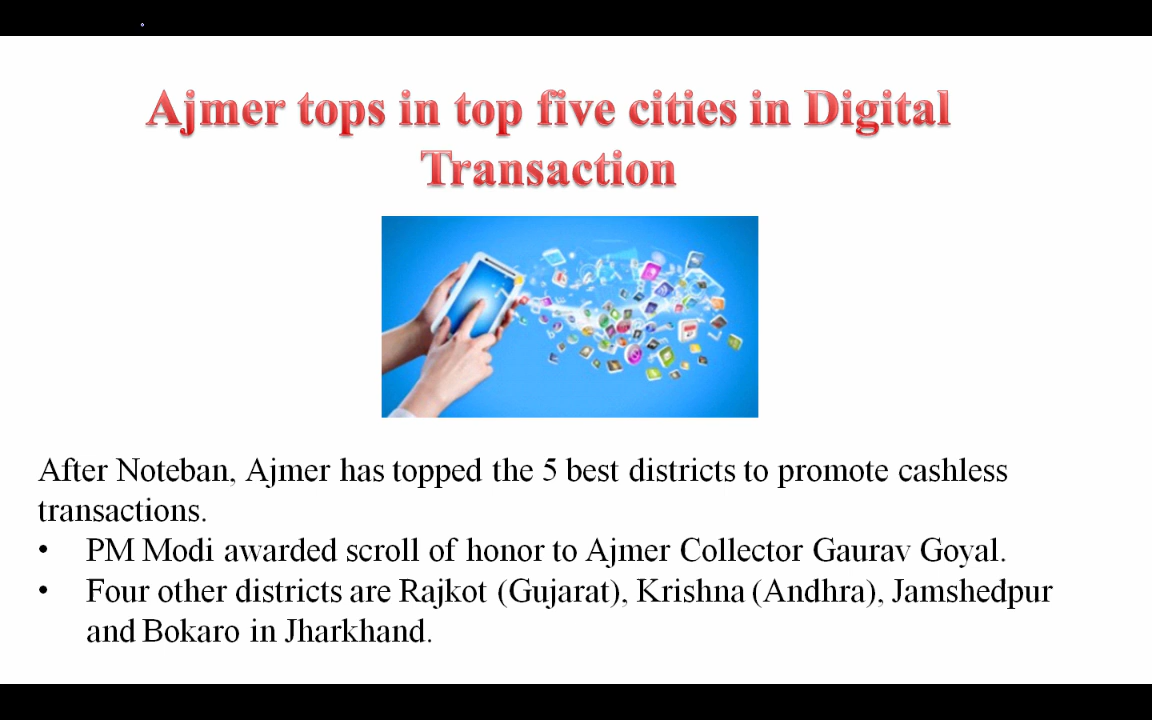 Ajmer tops in top five cities in Digital
Transaction
After Noteban, Ajmer has topped the 5 best districts to promote cashless
transactions.
• PM Modi awarded scroll of honor to Ajmer Collector Gaurav Goyal.
• Four other districts are Rajkot (Gujarat), Krishna (Andhra), Jamshedpur
and Bokaro in Jharkhand.